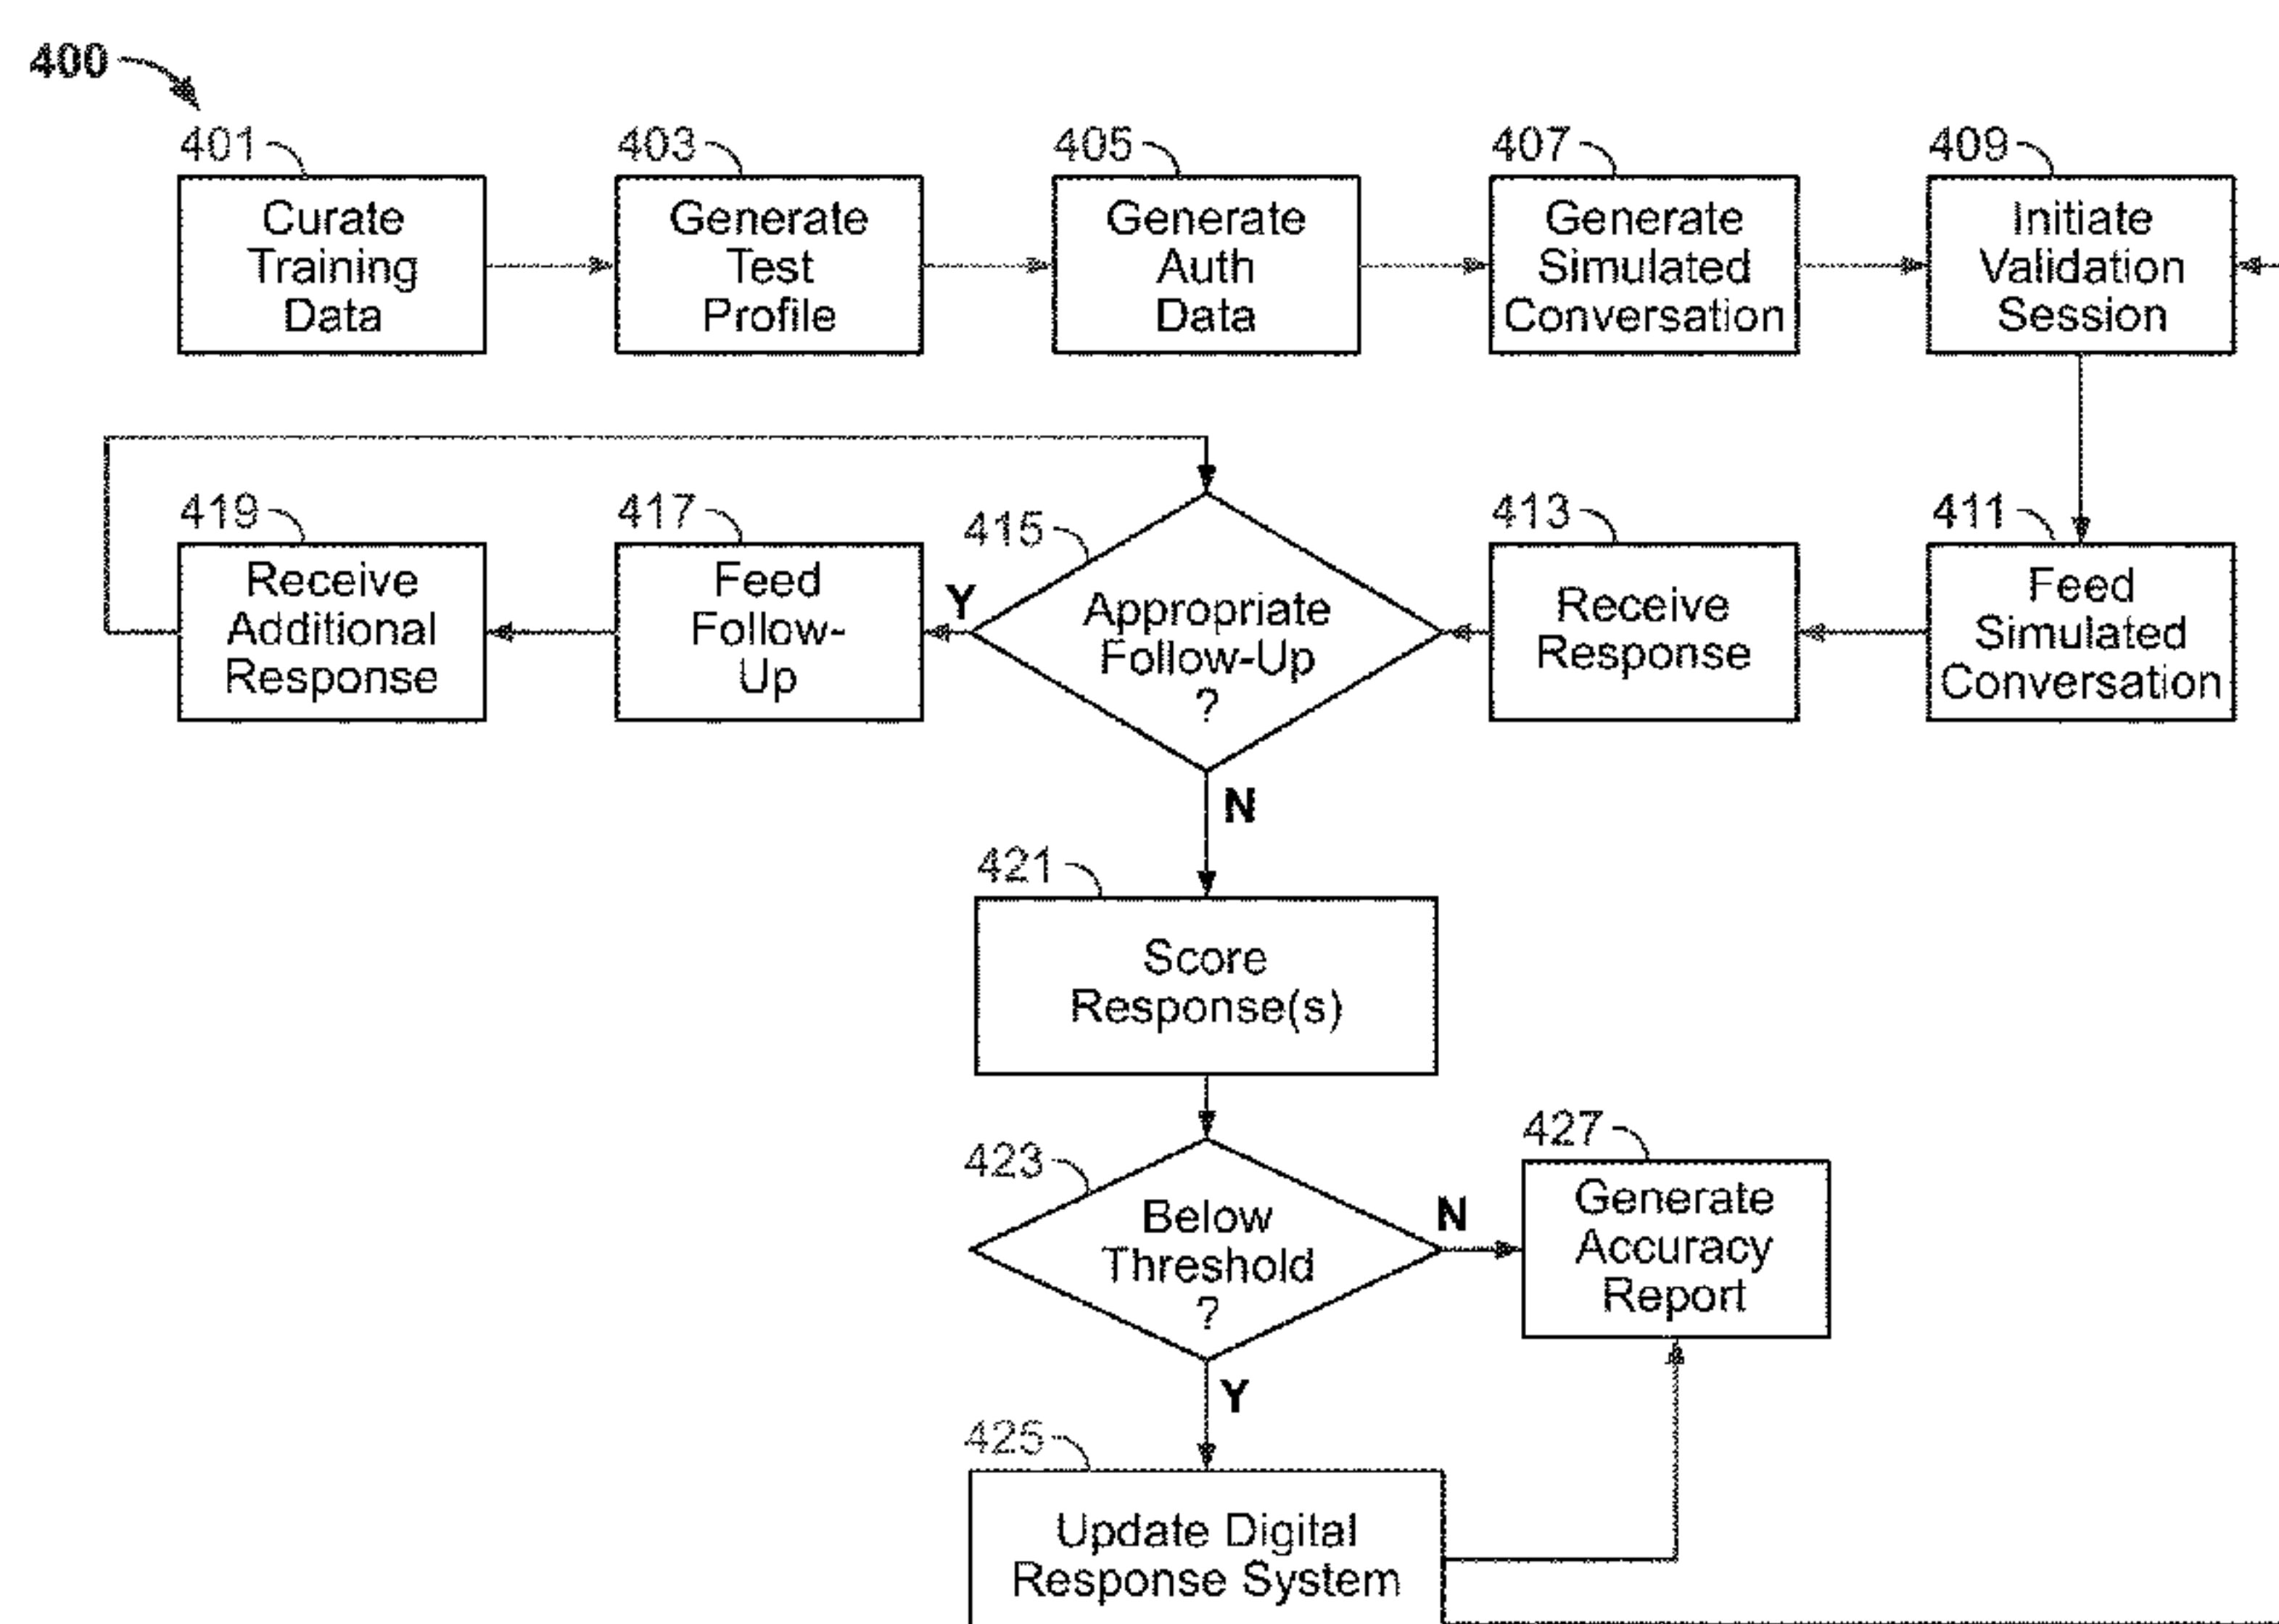 400
401
Curate
Training
Data
403
Generate
Test
Profile
405
Generate
Auth
Data
407
Generate
Simulated
Conversation
409
Initiate
Validation
Session
419
Receive
Additional
Response
417
Feed
Follow-
Up
Y
415
Appropriate
Follow-Up
?
413
Receive
Response
411
Feed
Simulated
Conversation
N
421
Score
Response(s)
423
Below
Threshold
?
N
427
Generate
Accuracy
Report
Y
425
Update Digital
Response System